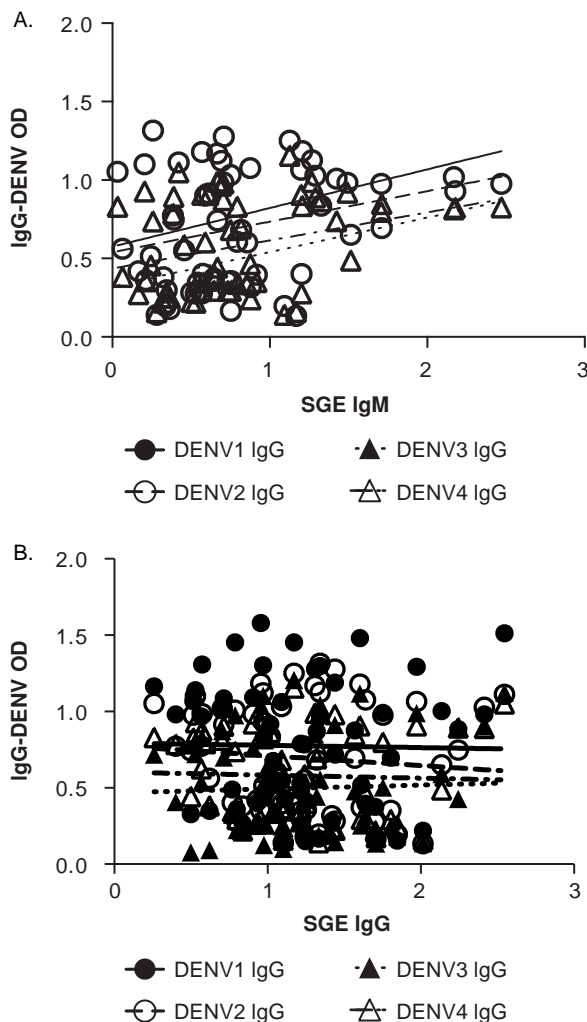 A.
2.0
1.5
1.0
0.5
0.0
IgG-DENV OD
0 1 2 3
SGE IgM
DENV1 IgG DENV3 IgG
DENV2 IgG DENV4 IgG
B.
2.0
1.5
1.0
0.5
0.0
IgG-DENV OD
0 1 2 3
SGE IgG
DENV1 IgG DENV3 IgG
DENV2 IgG DENV4 IgG